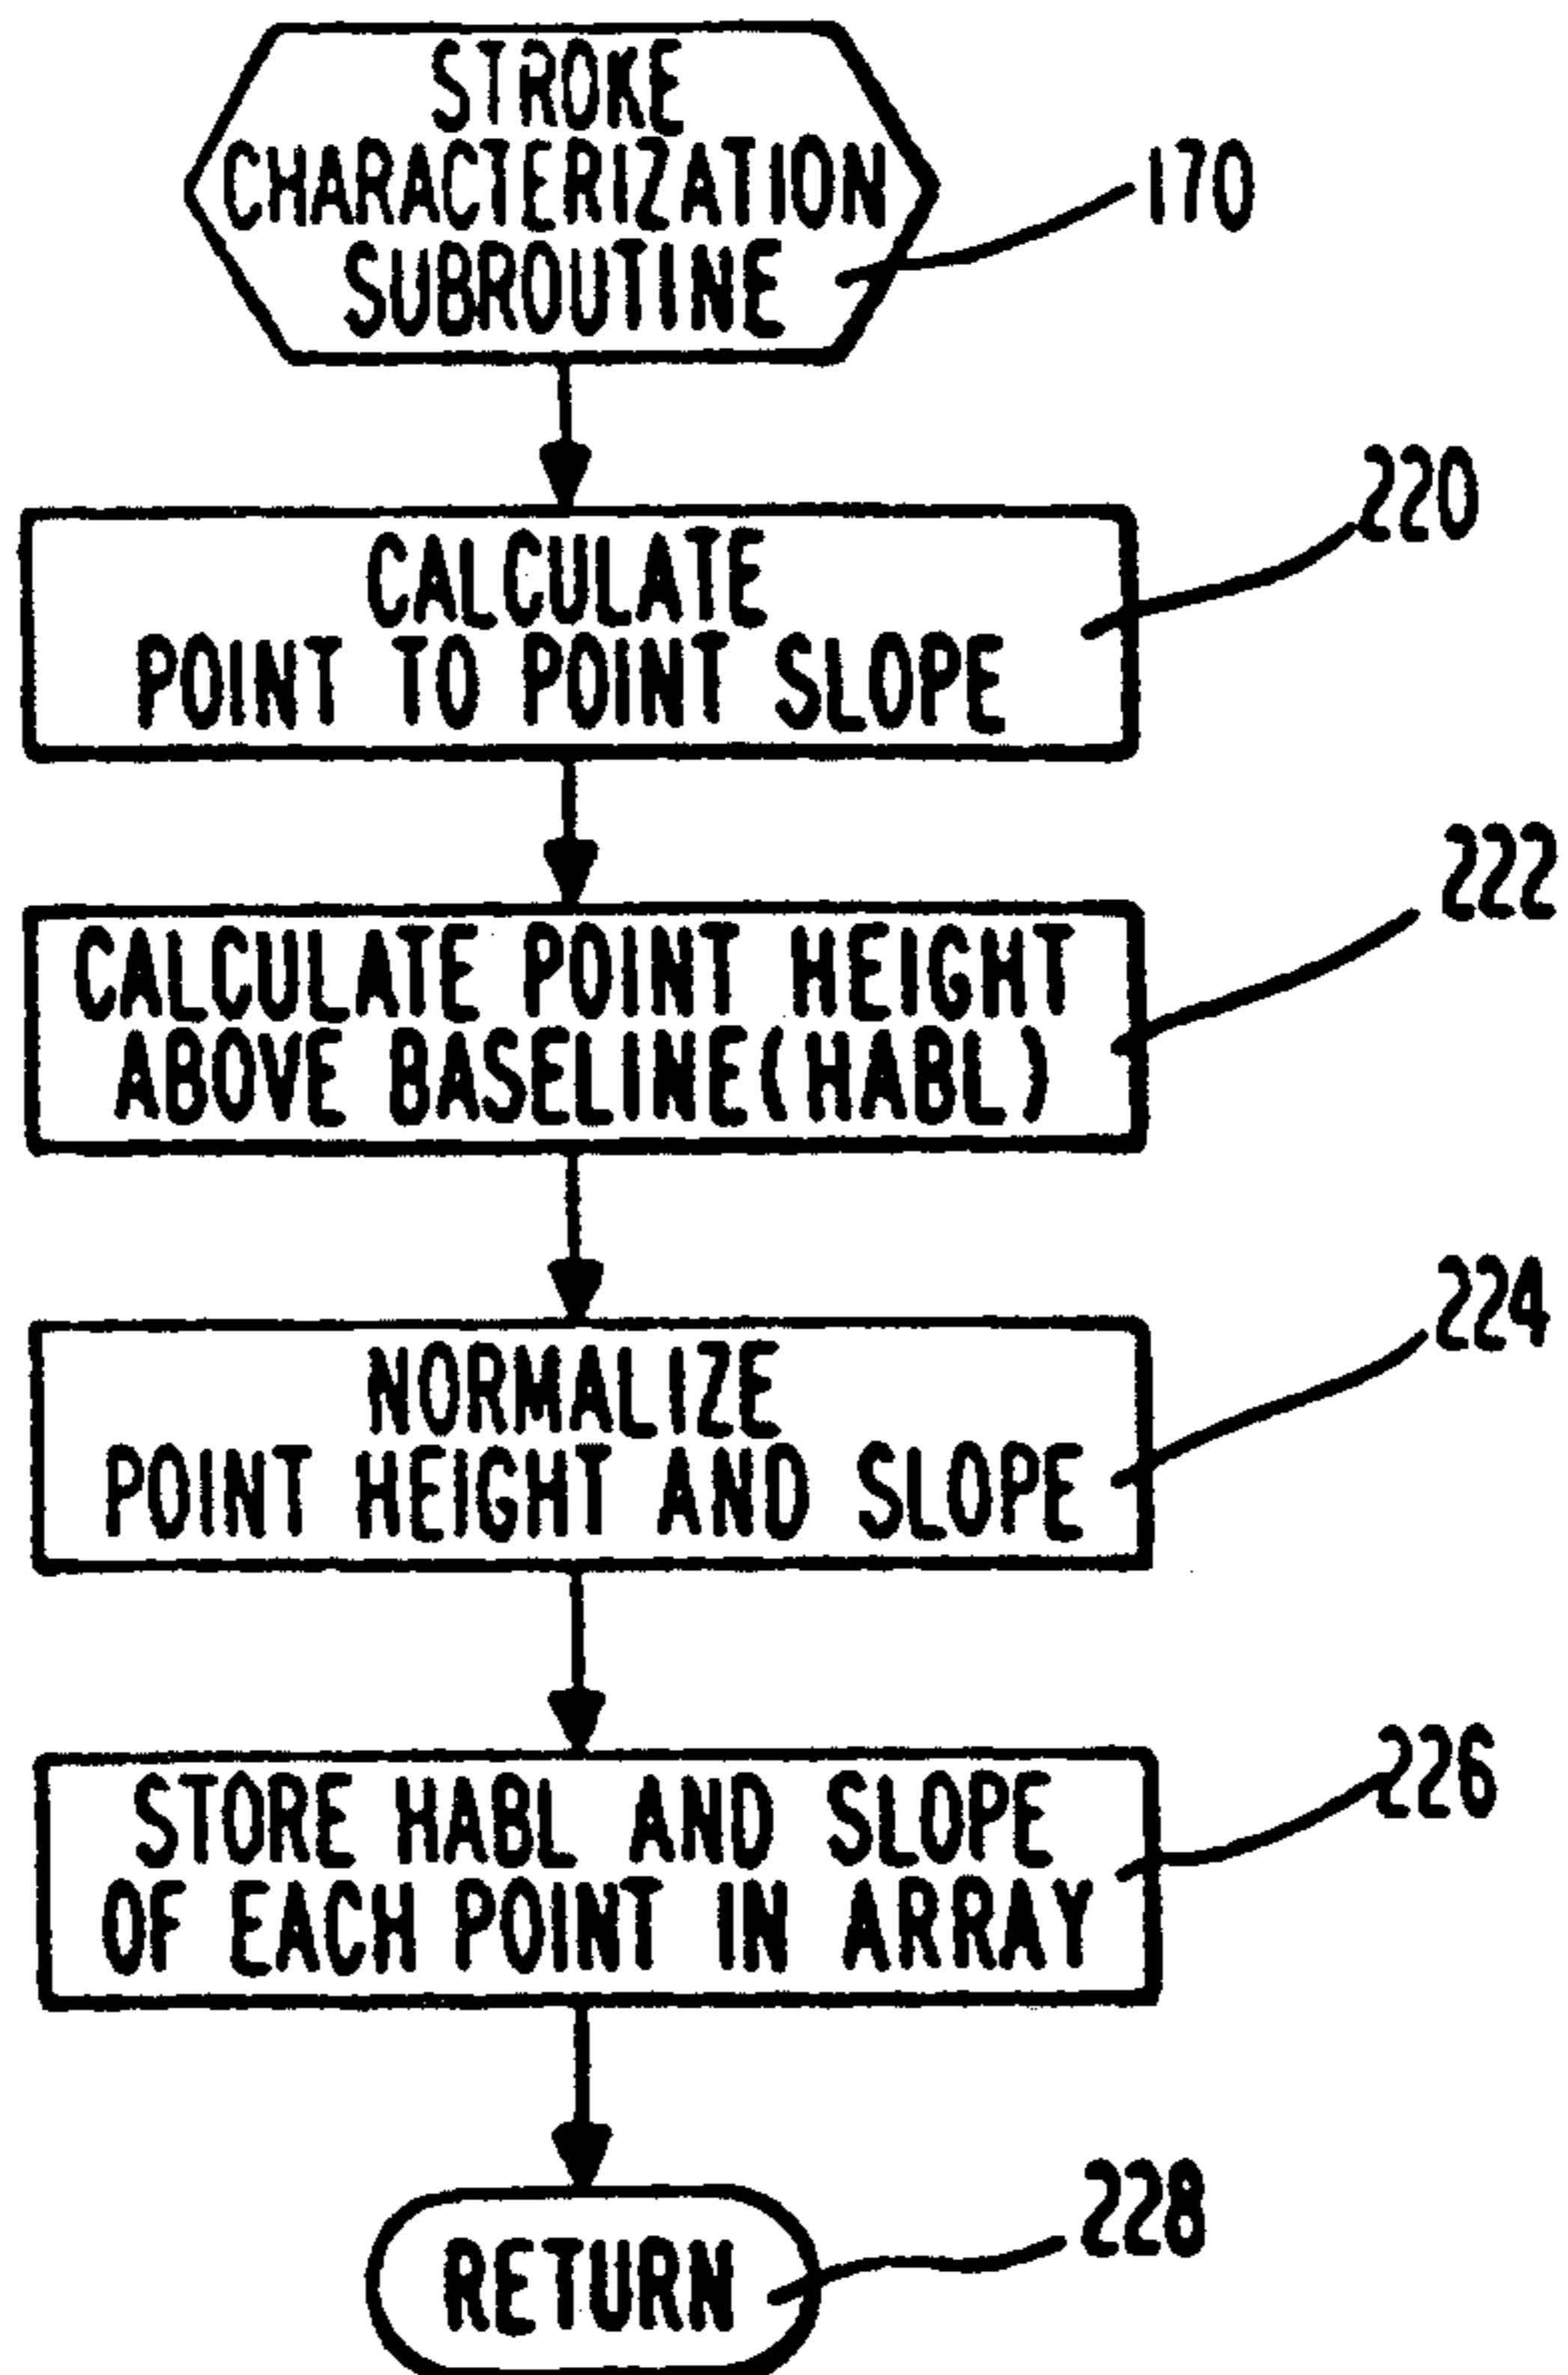 STROKE
CHARACTERIZATION
SUBROUTINE
170
CALCULATE
POINT TO POINT SLOPE
220
CALCULATE POINT HEIGHT
ABOVE BASELINE(HABL)
222
NORMALIZE
POINT HEIGHT AND SLOPE
224
STORE HABL AND SLOPE
OF EACH POINT IN ARRAY
226
RETURN
228